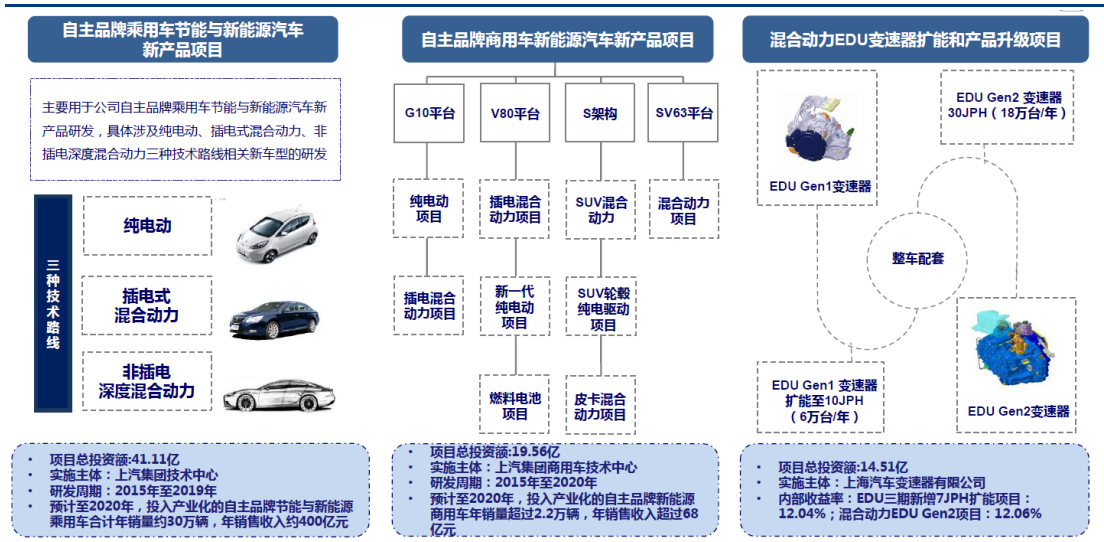 自主品牌乘用车节能与新能源汽车
新产品项目
主要用于公司自主品牌乘用车节能与新能源汽车新
产品研发，具体涉及纯电动、插电式混合动力、非
插电深度混合动力三种技术路线相关新车型的研发
三种技术路线
纯电动
插电式
混合动力
非插电
深度混合动力
• 项目总投资额:41.11亿
• 实施主体：上汽集团技术中心
• 研发周期：2015年至2019年
• 预计至2020年，投入产业化的自主品牌节能与新能源
乘用车合计年销量约30万辆，年销售收入约400亿元
自主品牌商用车新能源汽车新产品项目
G10平台
V80平台
S架构
SV63平台
纯电动
项目
插电混合
动力项目
SUV混合
动力
混合动力
项目
插电混合
动力项目
新一代
纯电动
项目
SUV轮毂
纯电驱动
项目
燃料电池
项目
皮卡混合
动力项目
• 项目总投资额:19.56亿
• 实施主体：上汽集团商用车技术中心
• 研发周期：2015年至2020年
• 预计至2020年，投入产业化的自主品牌新能源
商用车年销量超过2.2万辆，年销售收入超过68
亿元
混合动力EDU变速器扩能和产品升级项目
EDU Gen1变速器
EDU Gen2 变速器
30JPH（18万台/年）
整车配套
EDU Gen1 变速器
扩能至10JPH
（6万台/年）
EDU Gen2变速器
• 项目总投资额:14.51亿
• 实施主体：上海汽车变速器有限公司
• 内部收益率：EDU三期新增7JPH扩能项目：
12.04%；混合动力EDU Gen2项目：12.06%